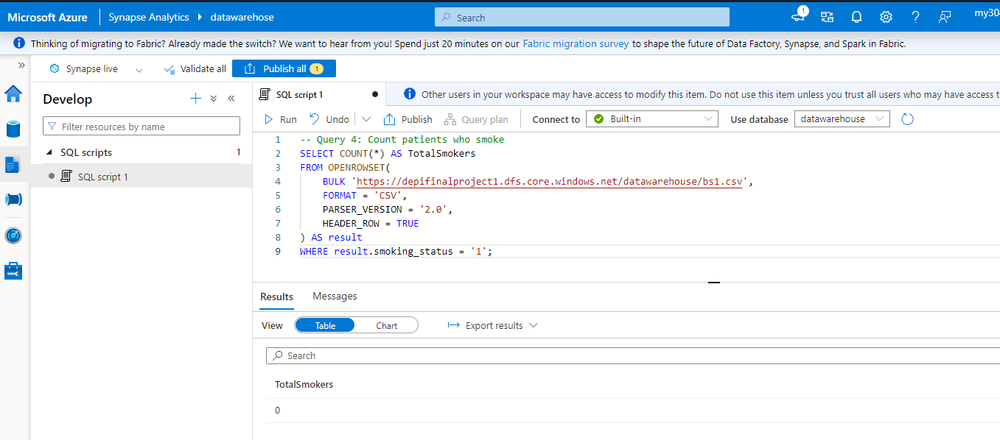 Microsoft Azure
Synapse Analytics
datawarehose
Search
1
my304
Thinking of migrating to Fabric? Already made the switch? We want to hear from you! Spend just 20 minutes on our Fabric migration survey to shape the future of Data Factory, Synapse, and Spark in Fabric.
Synapse live
Validate all
Publish all 1
Develop
Filter resources by name
SQL scripts 1
SQL script 1
SQL script 1
Other users in your workspace may have access to modify this item. Do not use this item unless you trust all users who may have access t
Run
Undo
Publish
Query plan
Connect to
Built-in
Use database
datawarehouse
1 -- Query 4: Count patients who smoke
2 SELECT COUNT(*) AS TotalSmokers
3 FROM OPENROWSET(
4 BULK 'https://depifinalproject1.dfs.core.windows.net/datawarehouse/bs1.csv',
5 FORMAT = 'CSV',
6 PARSER_VERSION = '2.0',
7 HEADER_ROW = TRUE
8 ) AS result
9 WHERE result.smoking_status = '1';
Results
Messages
View
Table
Chart
Export results
Search
TotalSmokers
0